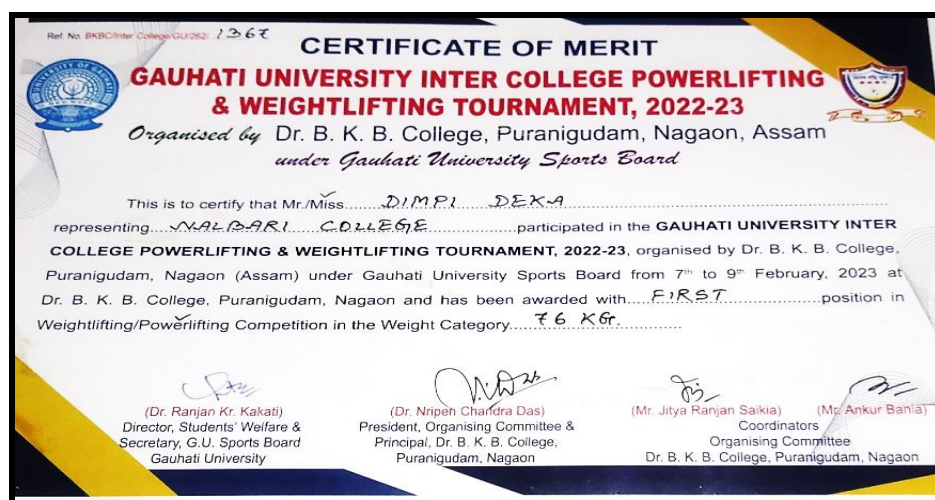 Ref. No. BKBC/Inter College/GU/262/ 1367
CERTIFICATE OF MERIT
GAUHATI UNIVERSITY INTER COLLEGE POWERLIFTING
& WEIGHTLIFTING TOURNAMENT, 2022-23
Organised by Dr. B. K. B. College, Puranigudam, Nagaon, Assam
under Gauhati University Sports Board
This is to certify that Mr./Miss DIMPI DEKA
representing NALBARI COLLEGE participated in the GAUHATI UNIVERSITY INTER
COLLEGE POWERLIFTING & WEIGHTLIFTING TOURNAMENT, 2022-23, organised by Dr. B. K. B. College,
Puranigudam, Nagaon (Assam) under Gauhati University Sports Board from 7th to 9th February, 2023 at
Dr. B. K. B. College, Puranigudam, Nagaon and has been awarded with FIRST position in
Weightlifting/Powerlifting Competition in the Weight Category 76 KG.
(Dr. Ranjan Kr. Kakati)
Director, Students' Welfare &
Secretary, G.U. Sports Board
Gauhati University
(Dr. Nripen Chandra Das)
President, Organising Committee &
Principal, Dr. B. K. B. College,
Puranigudam, Nagaon
(Mr. Jitya Ranjan Saikia) (Mr. Ankur Bania)
Coordinators
Organising Committee
Dr. B. K. B. College, Puranigudam, Nagaon